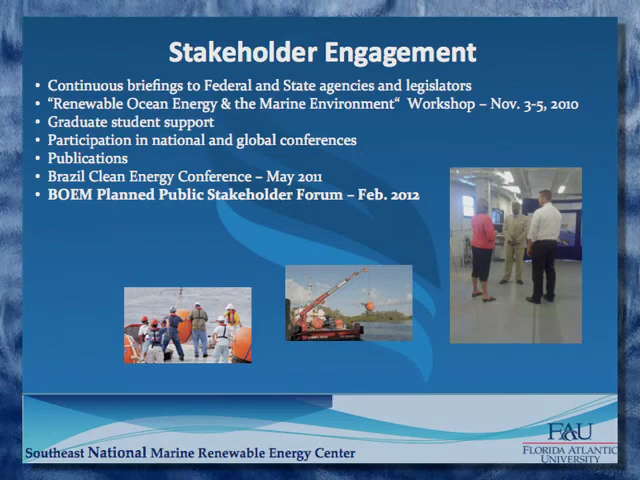 Stakeholder Engagement
• Continuous briefings to Federal and State agencies and legislators
• “Renewable Ocean Energy & the Marine Environment“ Workshop – Nov. 3-5, 2010
• Graduate student support
• Participation in national and global conferences
• Publications
• Brazil Clean Energy Conference – May 2011
• BOEM Planned Public Stakeholder Forum – Feb. 2012
Southeast National Marine Renewable Energy Center
FAU
FLORIDA ATLANTIC
UNIVERSITY